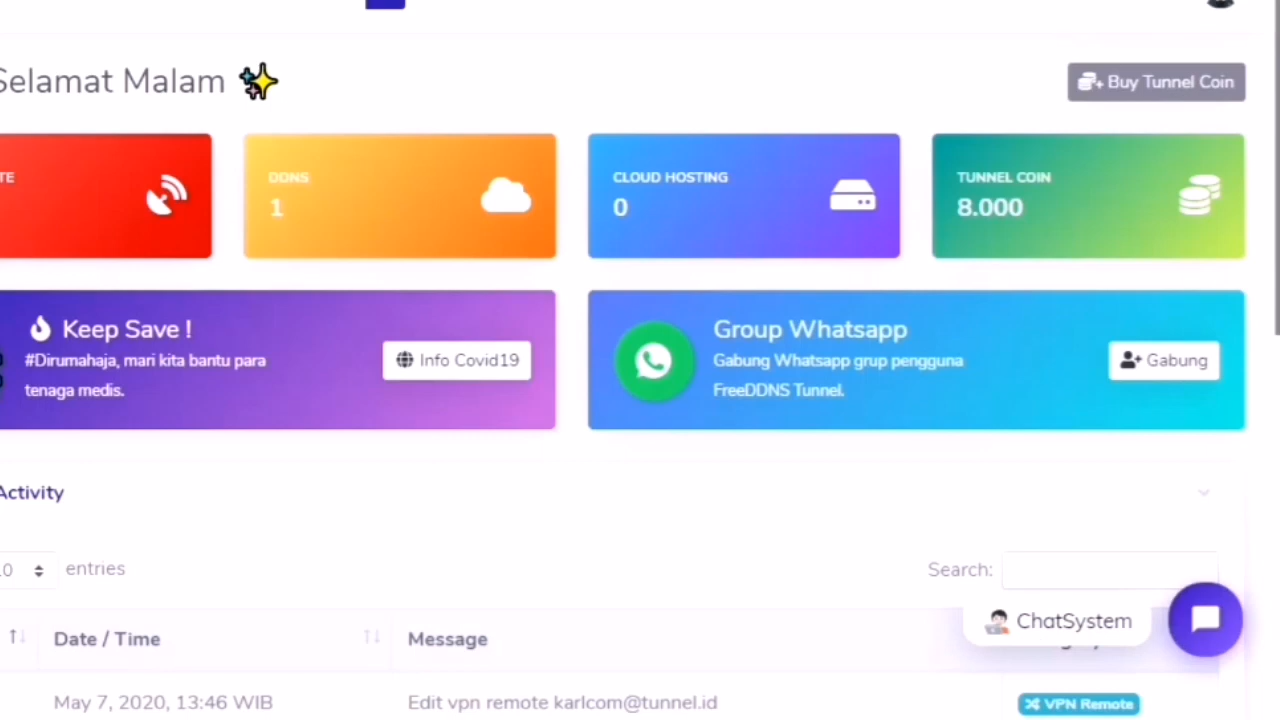 Selamat Malam
Buy Tunnel Coin
TE
DDNS
1
CLOUD HOSTING
0
TUNNEL COIN
8.000
Keep Save !
#Dirumahaja, mari kita bantu para
tenaga medis.
Info Covid19
Group Whatsapp
Gabung Whatsapp grup pengguna
FreeDDNS Tunnel.
Gabung
Activity
entries
Search:
ChatSystem
Date / Time
Message
May 7, 2020, 13:46 WIB
Edit vpn remote karlcom@tunnel.id
VPN Remote